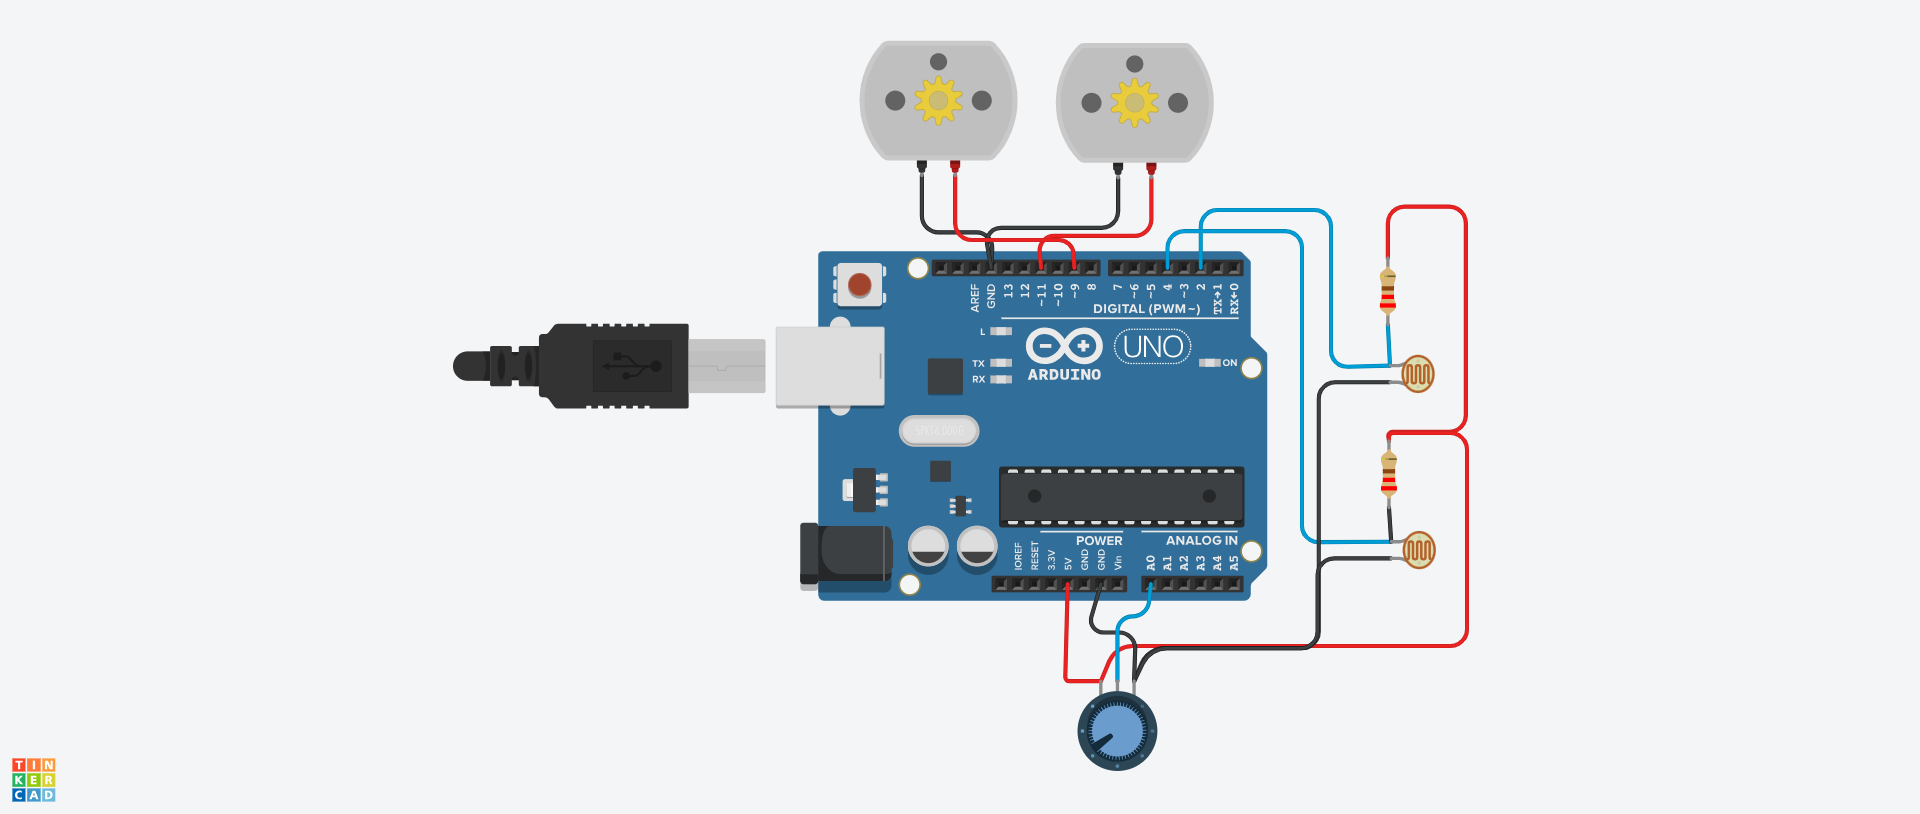 AREF
GND
13
12
~11
~10
~9
8
7
~6
~5
4
~3
2
TX→1
RX←0
DIGITAL (PWM~)
L
TX
RX
ARDUINO
UNO
ON
POWER
ANALOG IN
IOREF
RESET
3.3V
5V
GND
GND
Vin
A0
A1
A2
A3
A4
A5
TIN
KER
CAD